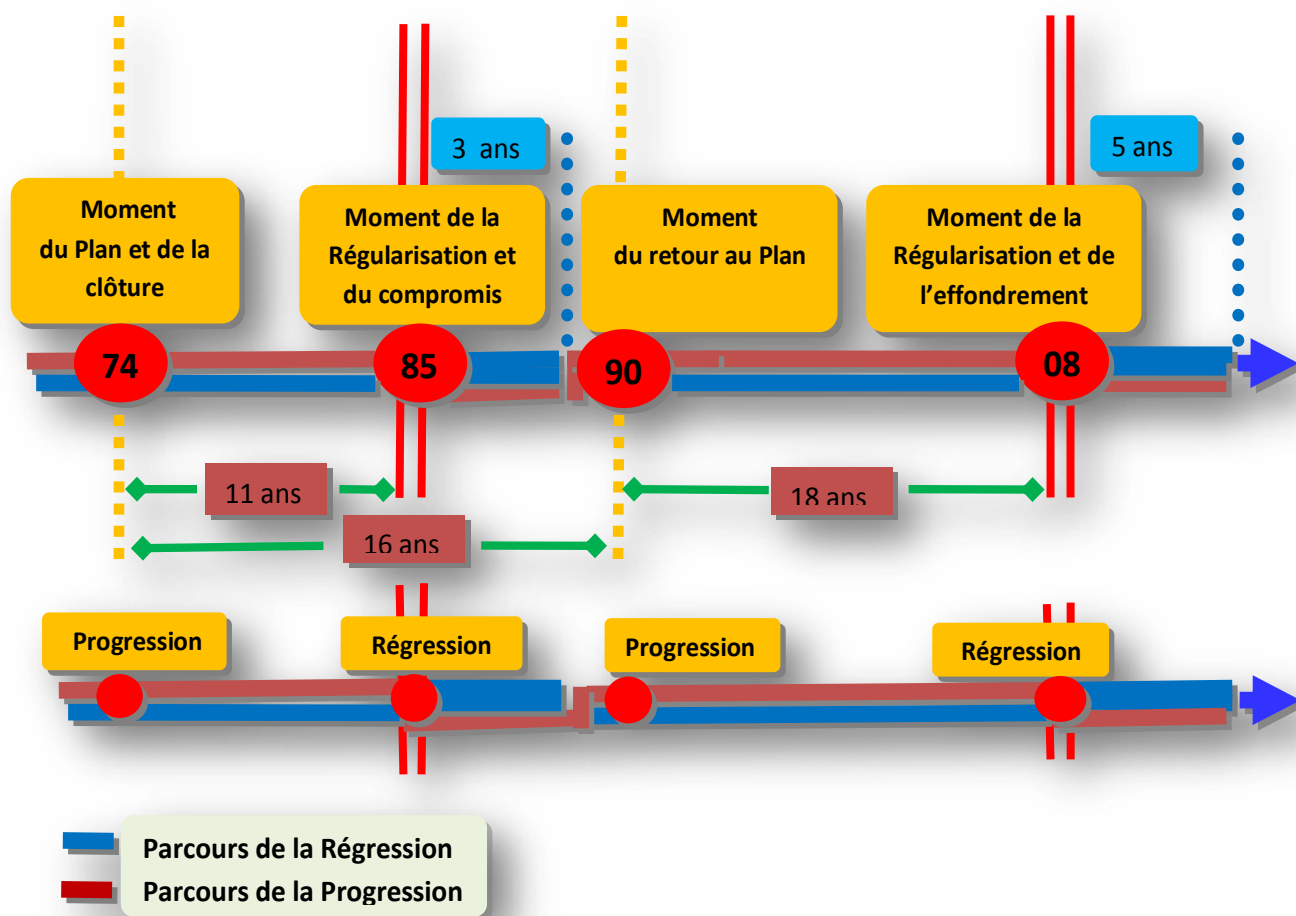 3 ans
5 ans
Moment
du Plan et de la
clôture
Moment de la
Régularisation et
du compromis
Moment
du retour au Plan
Moment de la
Régularisation et de
l’effondrement
74
85
90
08
11 ans
18 ans
16 ans
Progression
Régression
Progression
Régression
Parcours de la Régression
Parcours de la Progression